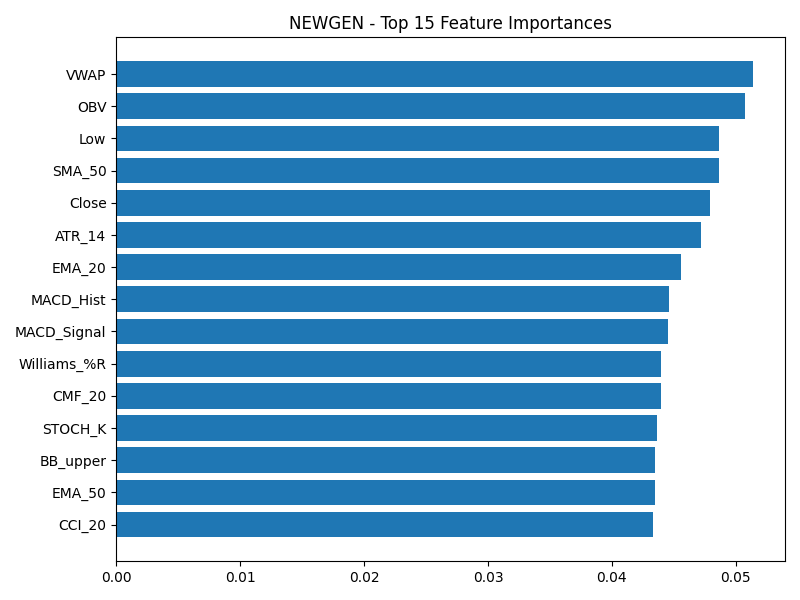 NEWGEN - Top 15 Feature Importances
VWAP
OBV
Low
SMA_50
Close
ATR_14
EMA_20
MACD_Hist
MACD_Signal
Williams_%R
CMF_20
STOCH_K
BB_upper
EMA_50
CCI_20
0.00 0.01 0.02 0.03 0.04 0.05